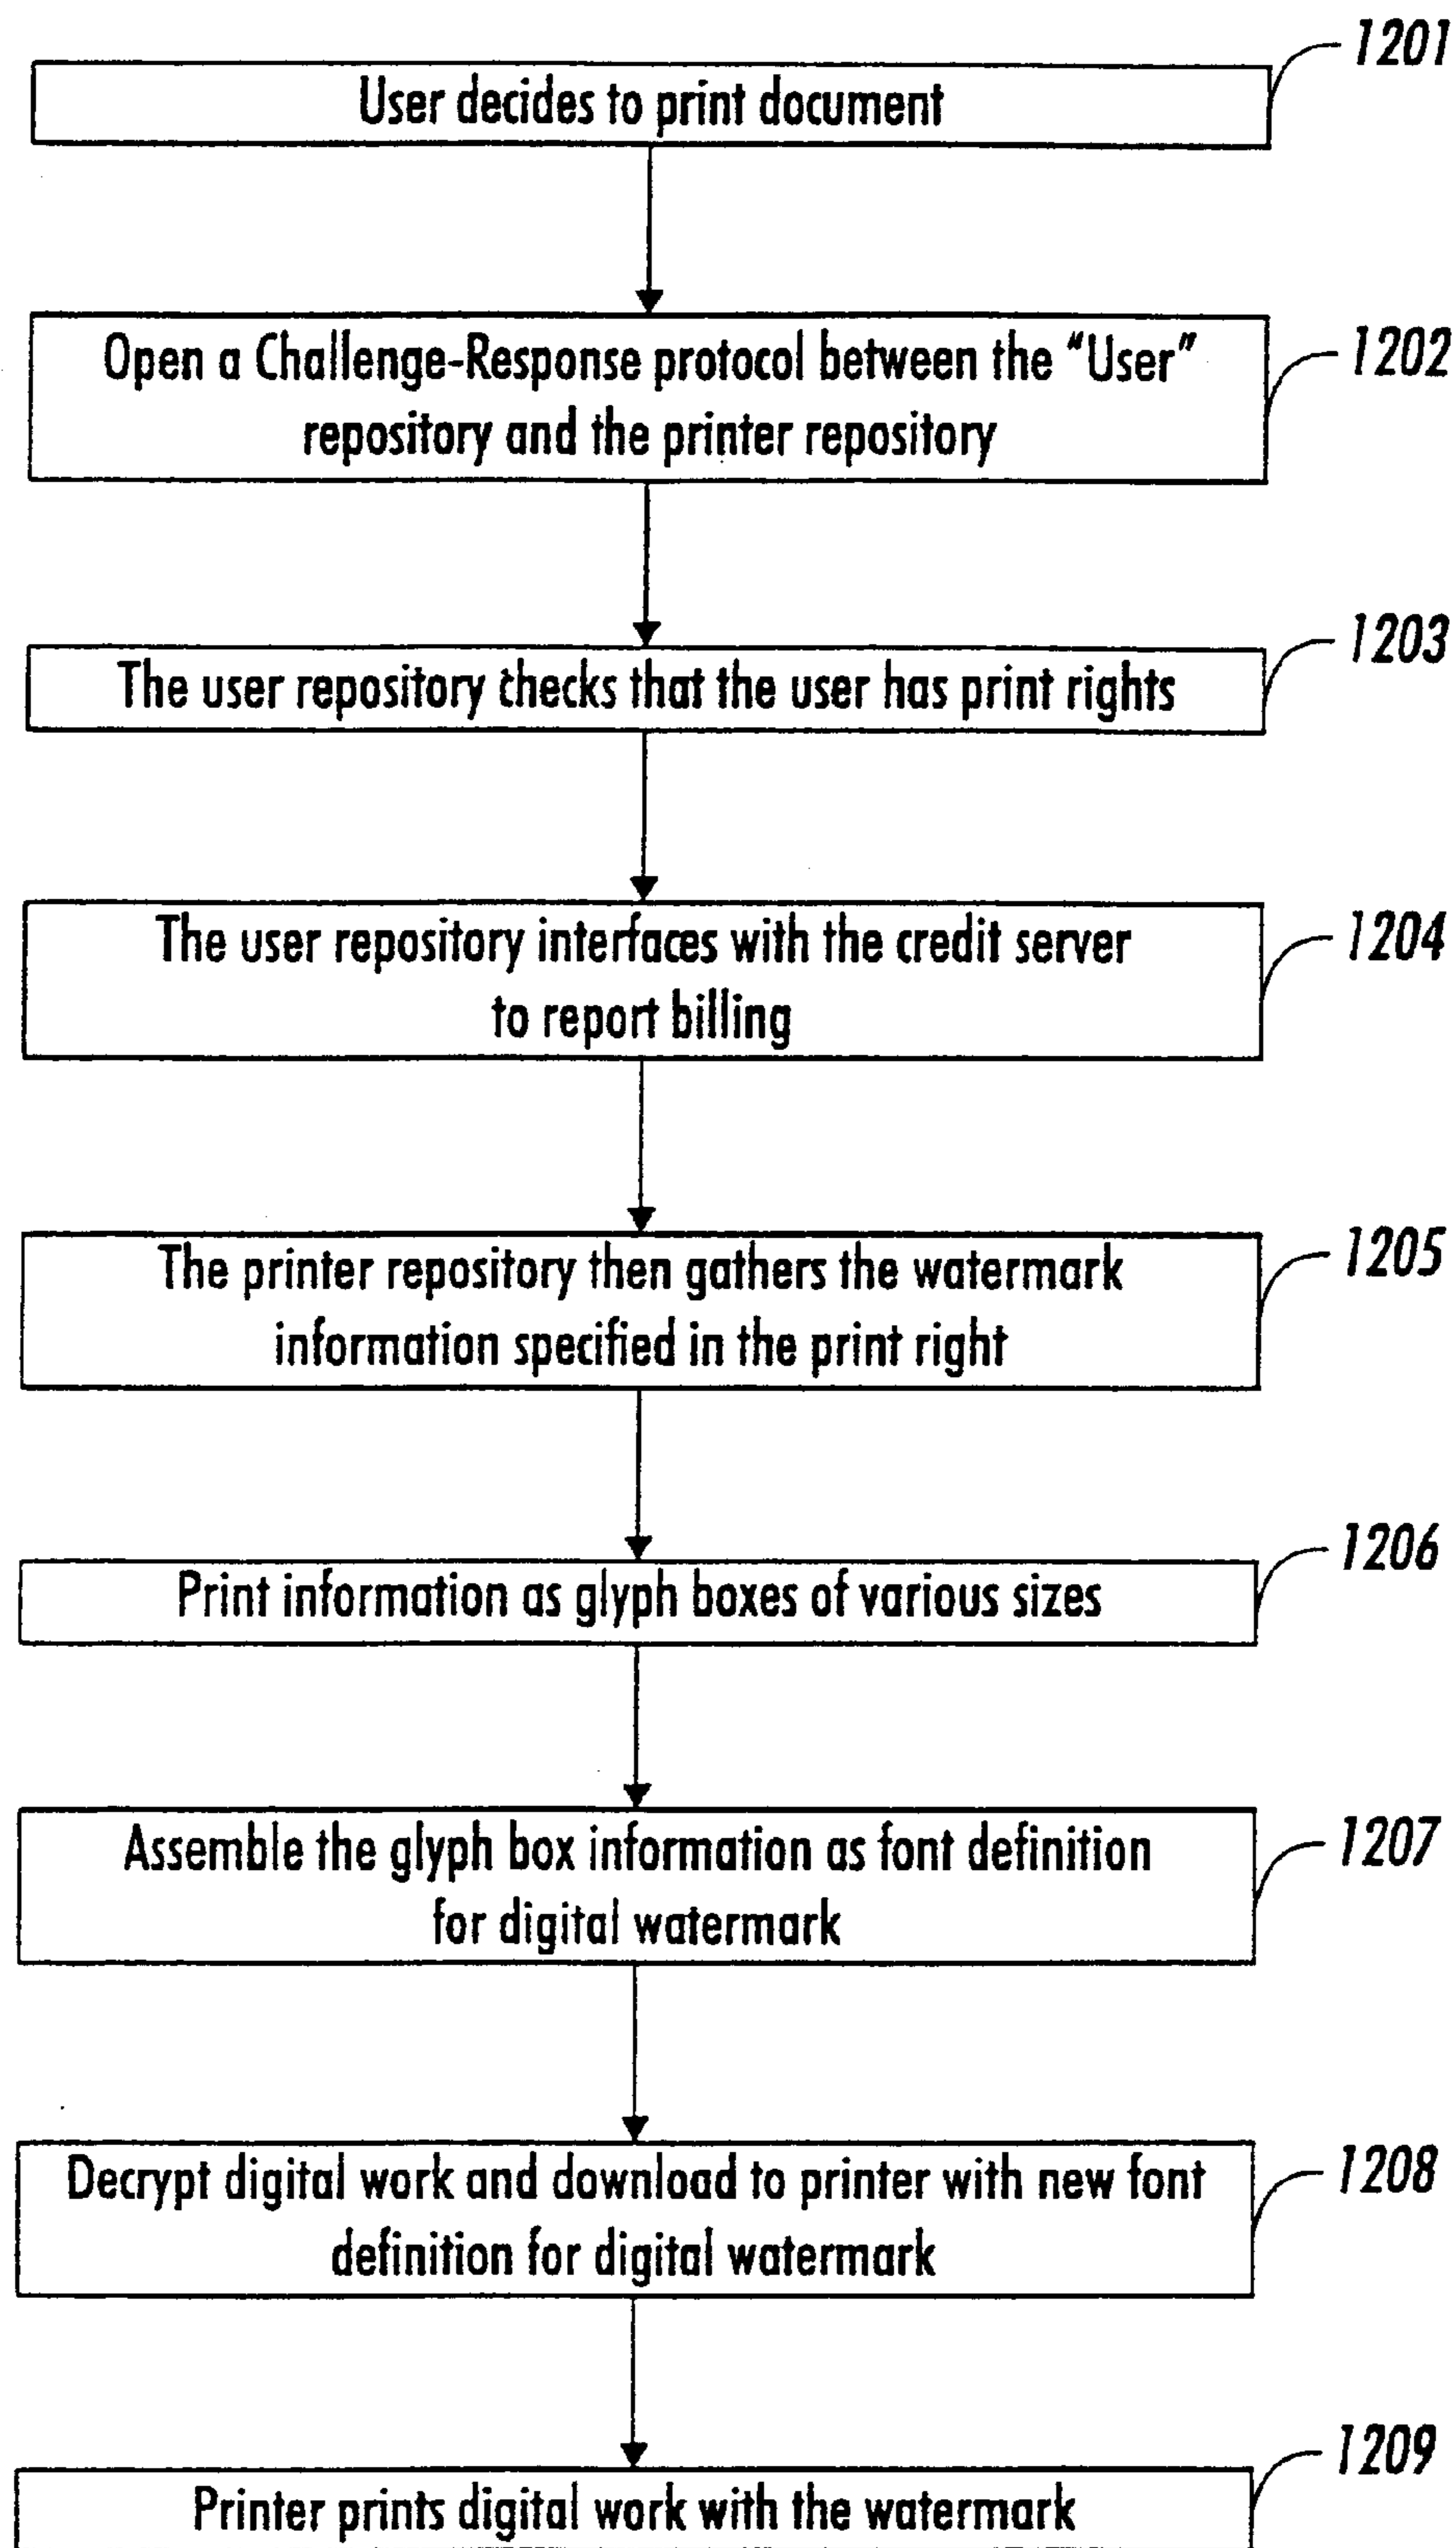 1201
User decides to print document
Open a Challenge-Response protocol between the "User"
repository and the printer repository
1202
1203
The user repository checks that the user has print rights
The user repository interfaces with the credit server
to report billing
1204
The printer repository then gathers the watermark
information specified in the print right
1205
1206
Print information as glyph boxes of various sizes
Assemble the glyph box information as font definition
for digital watermark
1207
Decrypt digital work and download to printer with new font
definition for digital watermark
1208
1209
Printer prints digital work with the watermark